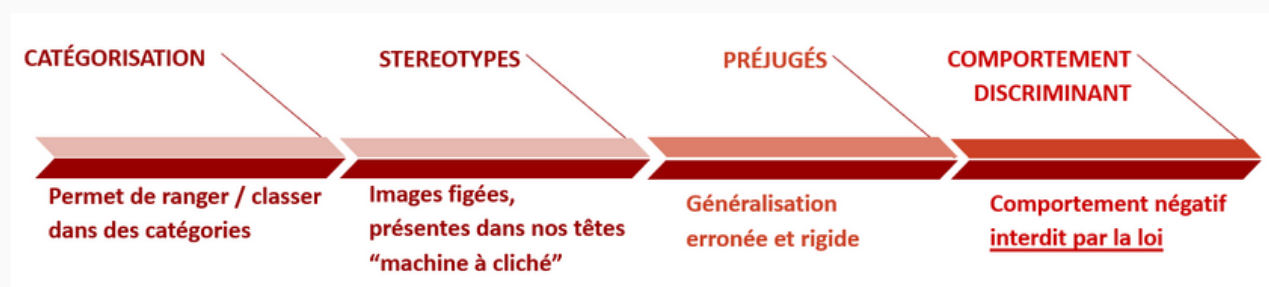 CATÉGORISATION
Permet de ranger / classer
dans des catégories
STEREOTYPES
Images figées,
présentes dans nos têtes
“machine à cliché”
PRÉJUGÉS
Généralisation
erronée et rigide
COMPORTEMENT
DISCRIMINANT
Comportement négatif
interdit par la loi